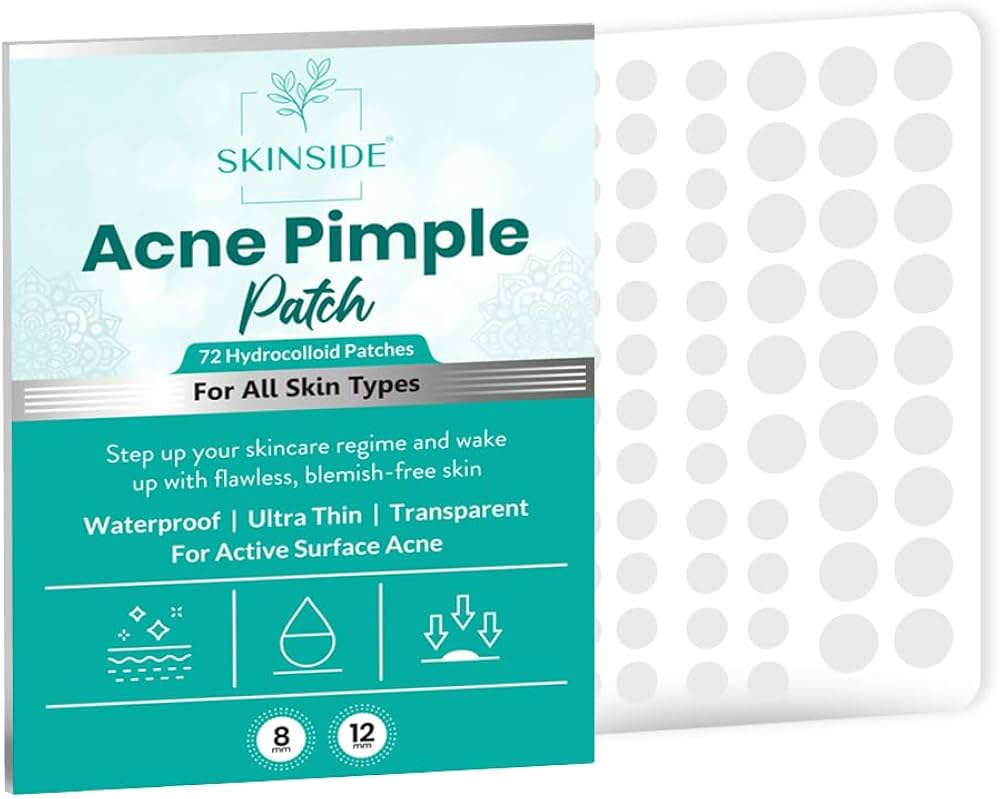 SKINSIDE®
Acne Pimple
Patch
72 Hydrocolloid Patches
For All Skin Types
Step up your skincare regime and wake
up with flawless, blemish-free skin
Waterproof | Ultra Thin | Transparent
For Active Surface Acne
8 mm
12 mm